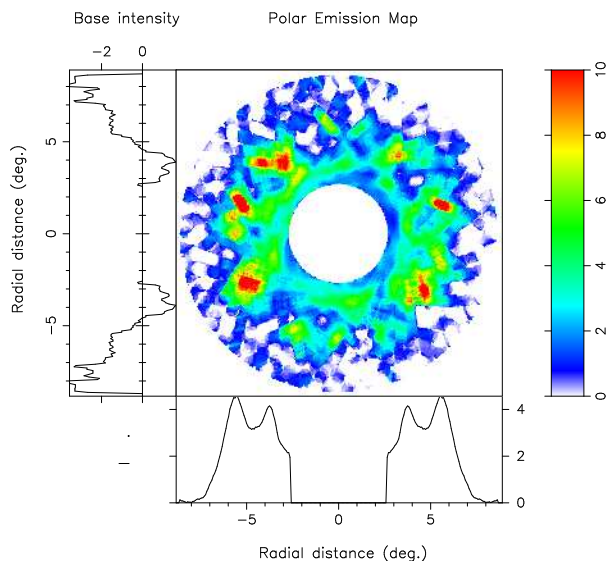 Base intensity
Polar Emission Map
−2 0
Radial distance (deg.)
5
0
−5
10
8
6
4
2
0
4
2
0
−5 0 5
Radial distance (deg.)